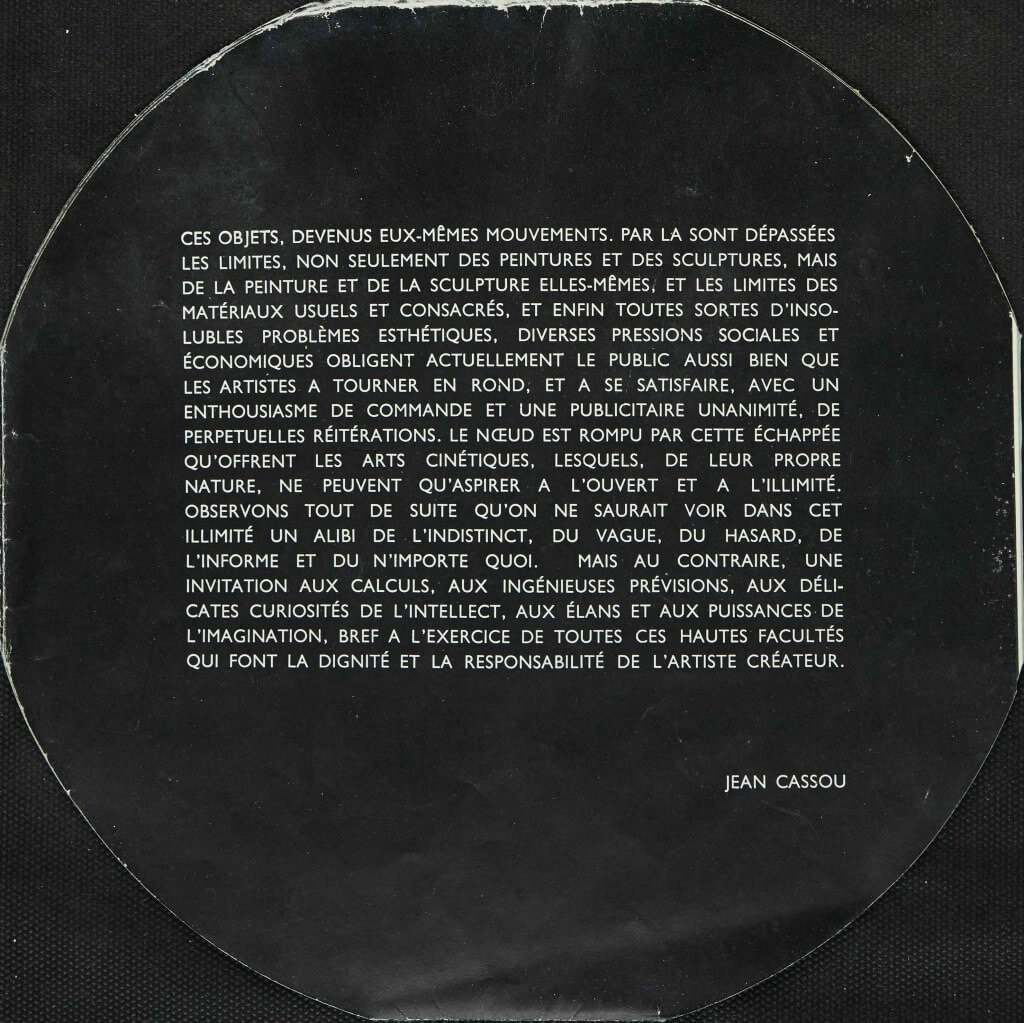 CES OBJETS, DEVENUS EUX-MÊMES MOUVEMENTS. PAR LA SONT DÉPASSÉES
LES LIMITES, NON SEULEMENT DES PEINTURES ET DES SCULPTURES, MAIS
DE LA PEINTURE ET DE LA SCULPTURE ELLES-MÊMES, ET LES LIMITES DES
MATÉRIAUX USUELS ET CONSACRÉS, ET ENFIN TOUTES SORTES D'INSO-
LUBLES PROBLÈMES ESTHÉTIQUES, DIVERSES PRESSIONS SOCIALES ET
ÉCONOMIQUES OBLIGENT ACTUELLEMENT LE PUBLIC AUSSI BIEN QUE
LES ARTISTES A TOURNER EN ROND, ET A SE SATISFAIRE, AVEC UN
ENTHOUSIASME DE COMMANDE ET UNE PUBLICITAIRE UNANIMITÉ, DE
PERPETUELLES RÉITÉRATIONS. LE NŒUD EST ROMPU PAR CETTE ÉCHAPPÉE
QU'OFFRENT LES ARTS CINÉTIQUES, LESQUELS, DE LEUR PROPRE
NATURE, NE PEUVENT QU'ASPIRER A L'OUVERT ET A L'ILLIMITÉ.
OBSERVONS TOUT DE SUITE QU'ON NE SAURAIT VOIR DANS CET
ILLIMITÉ UN ALIBI DE L'INDISTINCT, DU VAGUE, DU HASARD, DE
L'INFORME ET DU N'IMPORTE QUOI. MAIS AU CONTRAIRE, UNE
INVITATION AUX CALCULS, AUX INGÉNIEUSES PRÉVISIONS, AUX DÉLI-
CATES CURIOSITÉS DE L'INTELLECT, AUX ÉLANS ET AUX PUISSANCES DE
L'IMAGINATION, BREF A L'EXERCICE DE TOUTES CES HAUTES FACULTÉS
QUI FONT LA DIGNITÉ ET LA RESPONSABILITÉ DE L'ARTISTE CRÉATEUR.
JEAN CASSOU